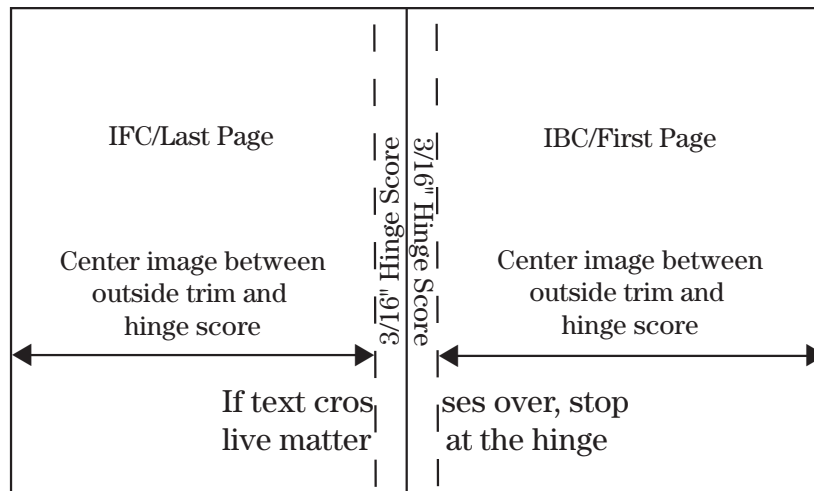 IFC/Last Page
Center image between
outside trim and
hinge score
3/16" Hinge Score
3/16" Hinge Score
IBC/First Page
Center image between
outside trim and
hinge score
If text cros ses over, stop
live matter at the hinge